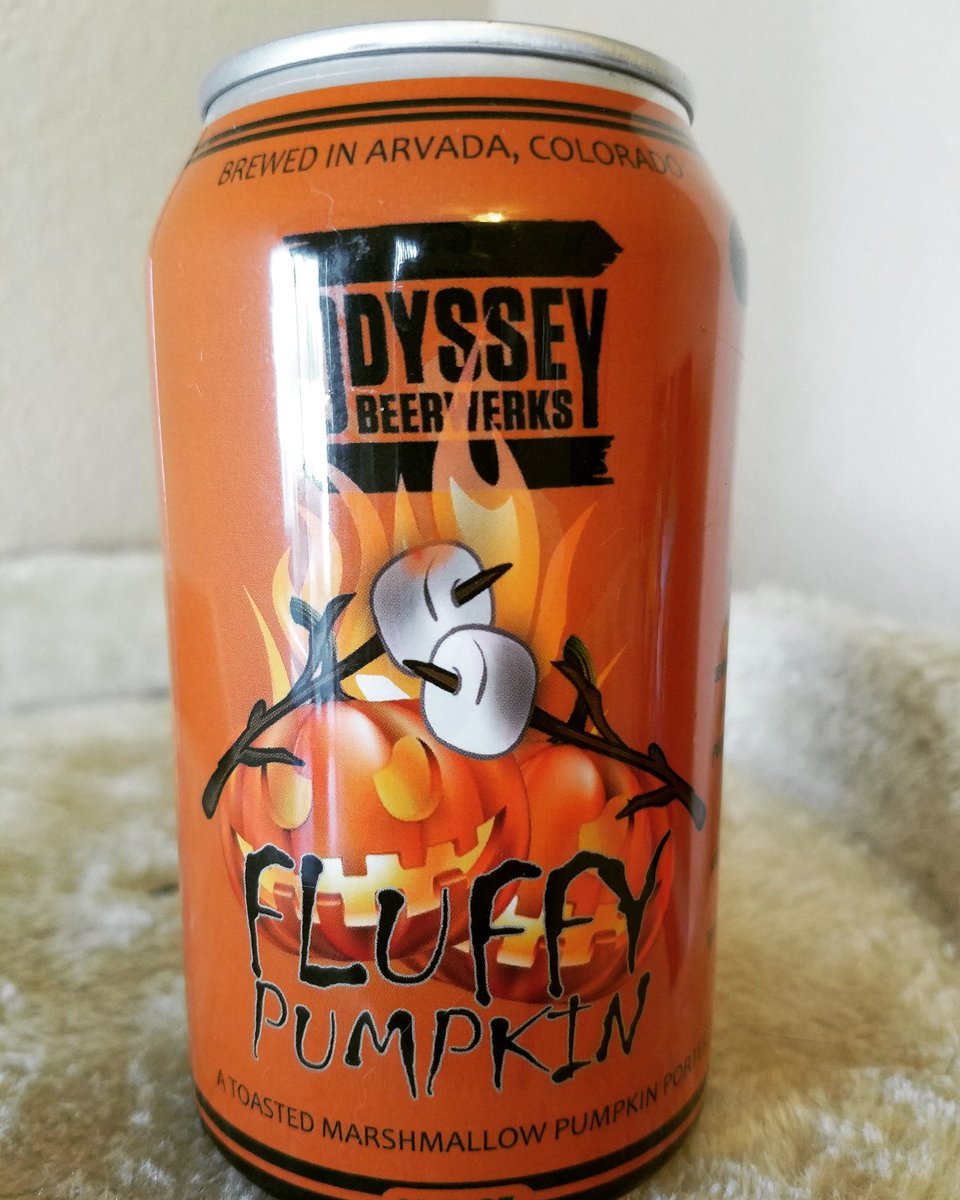 BREWED IN ARVADA, COLORADO
ODYSSEY
BEERWERKS
FLUFFY
PUMPKIN
A TOASTED MARSHMALLOW PUMPKIN PORTER